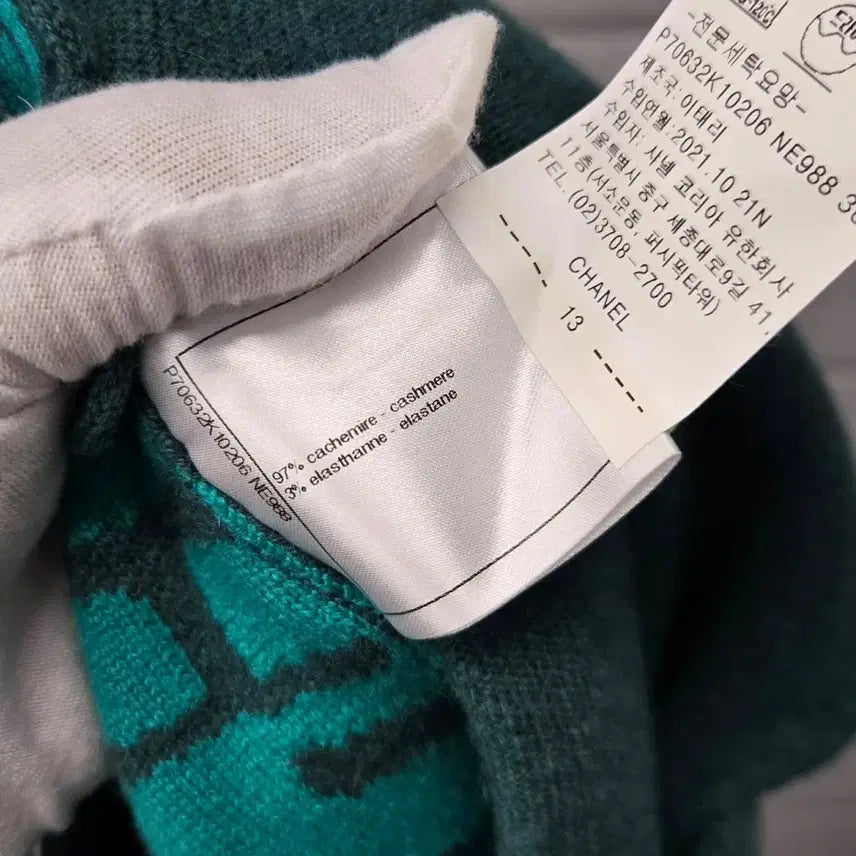 -전문세탁요망-
P70632K10206 NE988
제조국: 이태리
수입연월: 2021.10 21N
수입자: 샤넬 코리아 유한회사
서울특별시 중구 세종대로9길 41,
11층(서소문동, 퍼시픽타워)
TEL.(02)3708-2700
CHANEL
13
P70632K10206 NE988
97% cachemire - cashmere
3% elasthanne - elastane